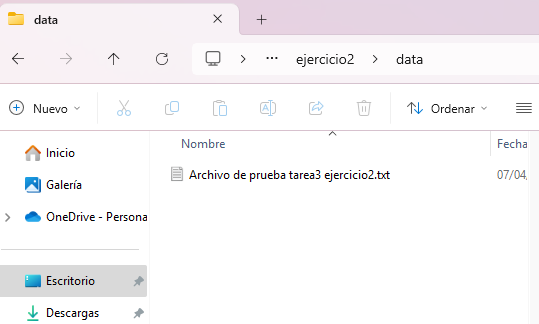 data
ejercicio2
data
Nuevo
Ordenar
Nombre
Fecha
Inicio
Galería
OneDrive - Persona
Escritorio
Descargas
Archivo de prueba tarea3 ejercicio2.txt
07/04